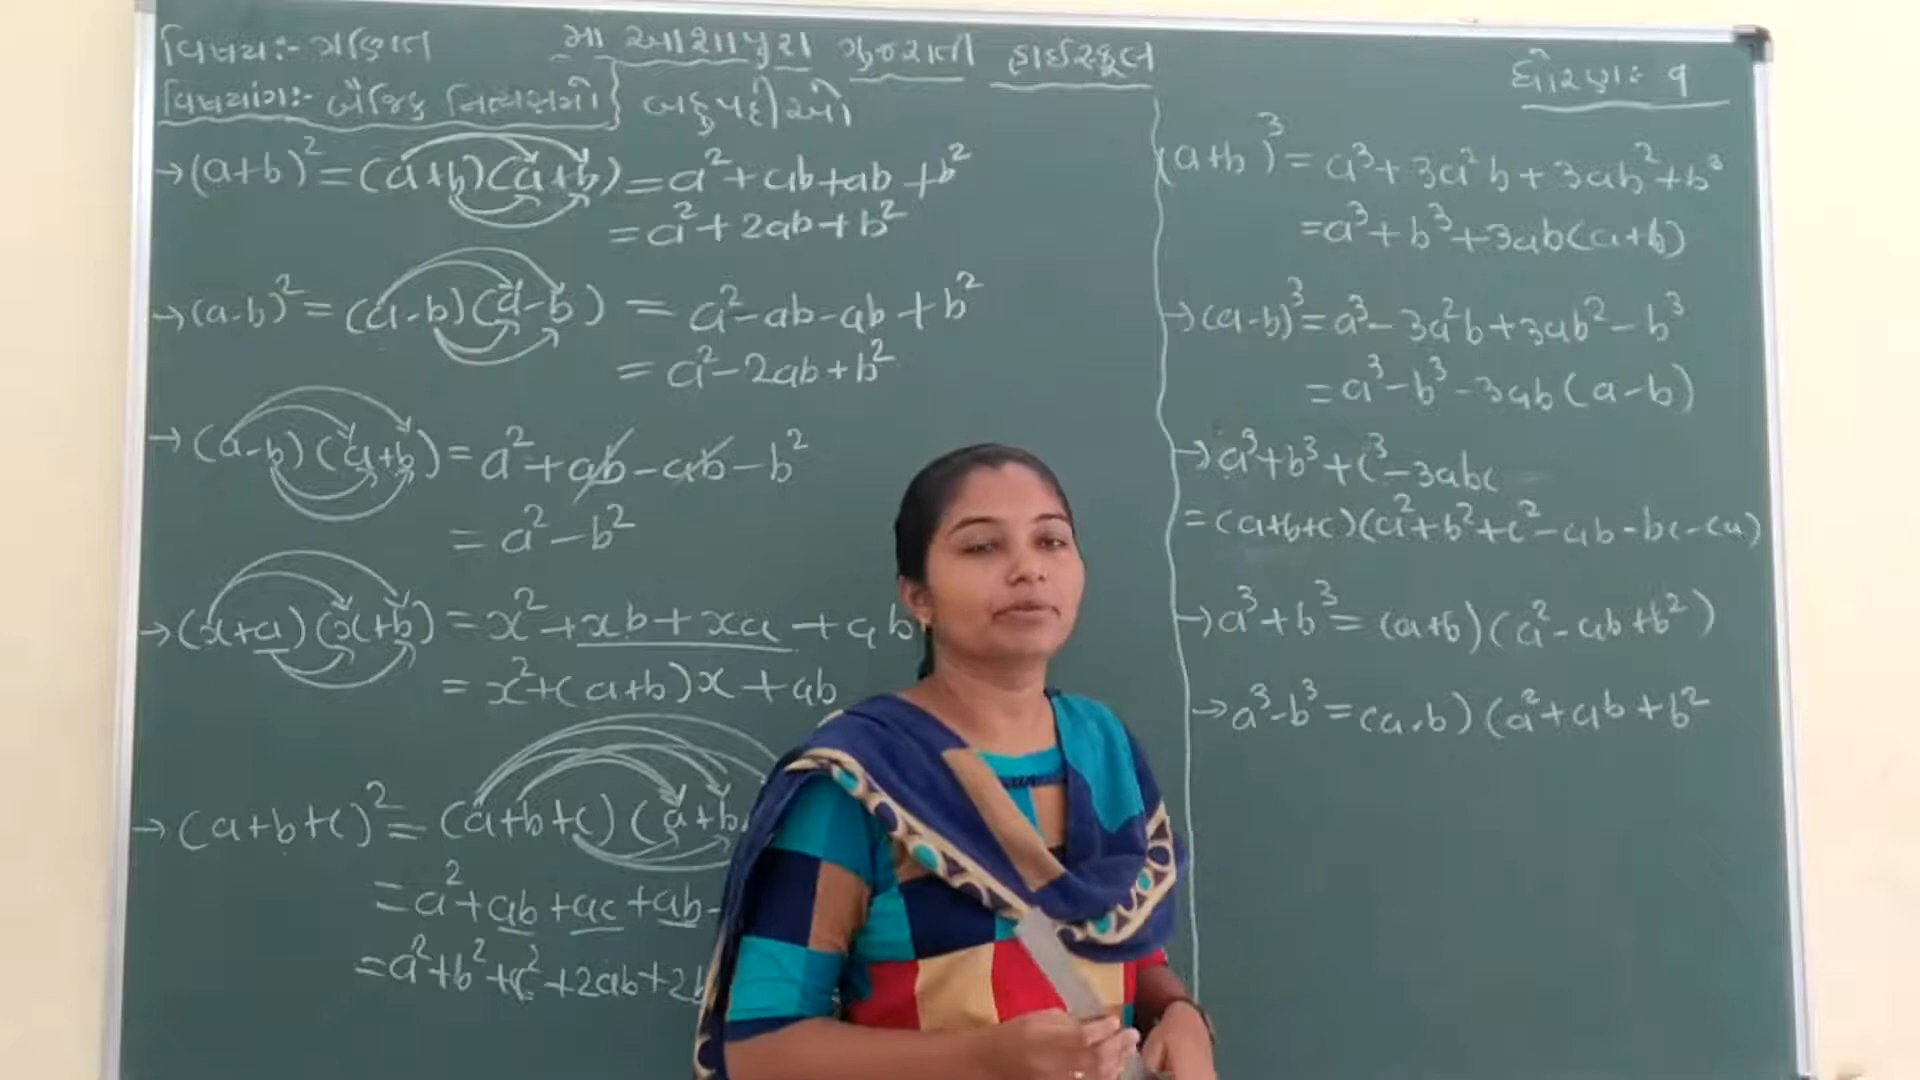 વિષય:- ગણિત
મા આશાપુરા ગુજરાતી હાઈસ્કૂલ
ધોરણ:- ૧
વિષયાંગ:- બૈજિક નિત્યસમો} બહુપદીઓ
→(a+b)² = (a+b)(a+b) = a²+ab+ab+b²
= a²+2ab+b²
→(a-b)² = (a-b)(a-b) = a²-ab-ab+b²
= a²-2ab+b²
→(a-b)(a+b) = a²+ab-ab-b²
= a²-b²
→(x+a)(x+b) = x²+xb+xa+ab
= x²+(a+b)x+ab
→(a+b+c)² = (a+b+c)(a+b
= a²+ab+ac+ab-
= a²+b²+c²+2ab+2b
(a+b)³ = a³+3a²b+3ab²+b³
= a³+b³+3ab(a+b)
→(a-b)³ = a³-3a²b+3ab²-b³
= a³-b³-3ab(a-b)
→a³+b³+c³-3abc
= (a+b+c)(a²+b²+c²-ab-bc-ca)
→a³+b³ = (a+b)(a²-ab+b²)
→a³-b³ = (a-b)(a²+ab+b²